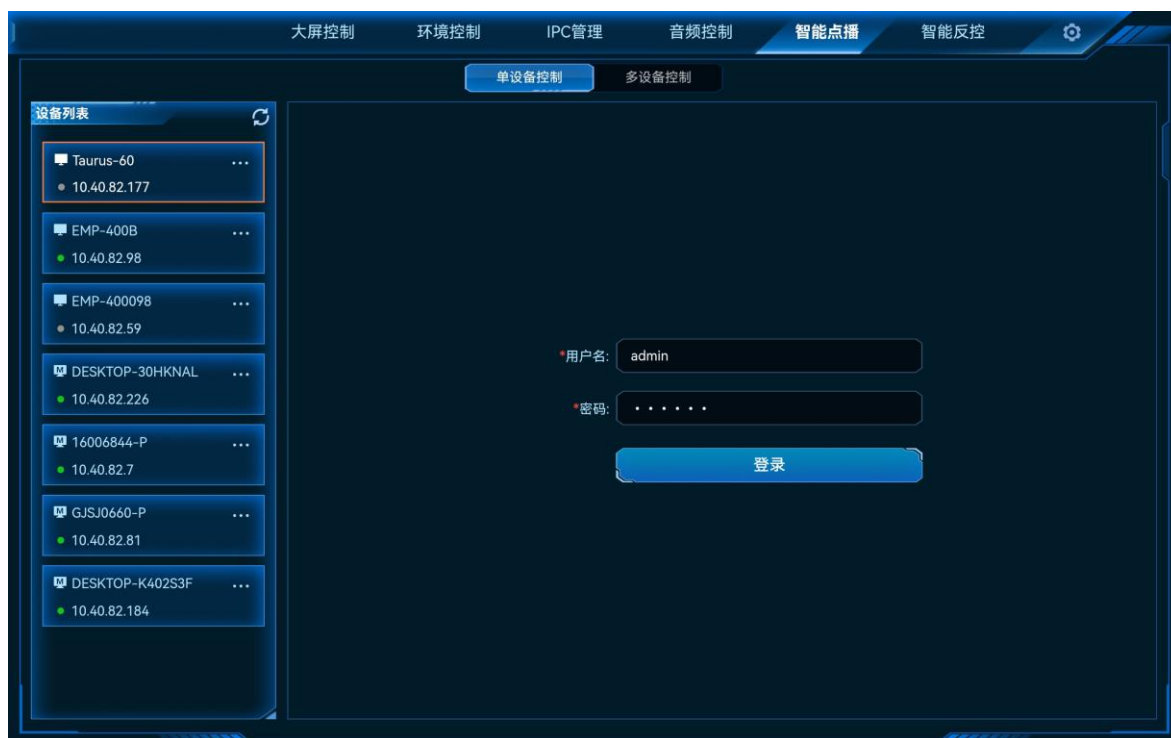 大屏控制 环境控制 IPC管理 音频控制 智能点播 智能反控
单设备控制 多设备控制
设备列表
Taurus-60 ...
10.40.82.177
EMP-400B ...
10.40.82.98
EMP-400098 ...
10.40.82.59
M DESKTOP-30HKNAL ...
10.40.82.226
M 16006844-P ...
10.40.82.7
M GJSJ0660-P ...
10.40.82.81
M DESKTOP-K402S3F ...
10.40.82.184
*用户名: admin
*密码: ••••••
登录